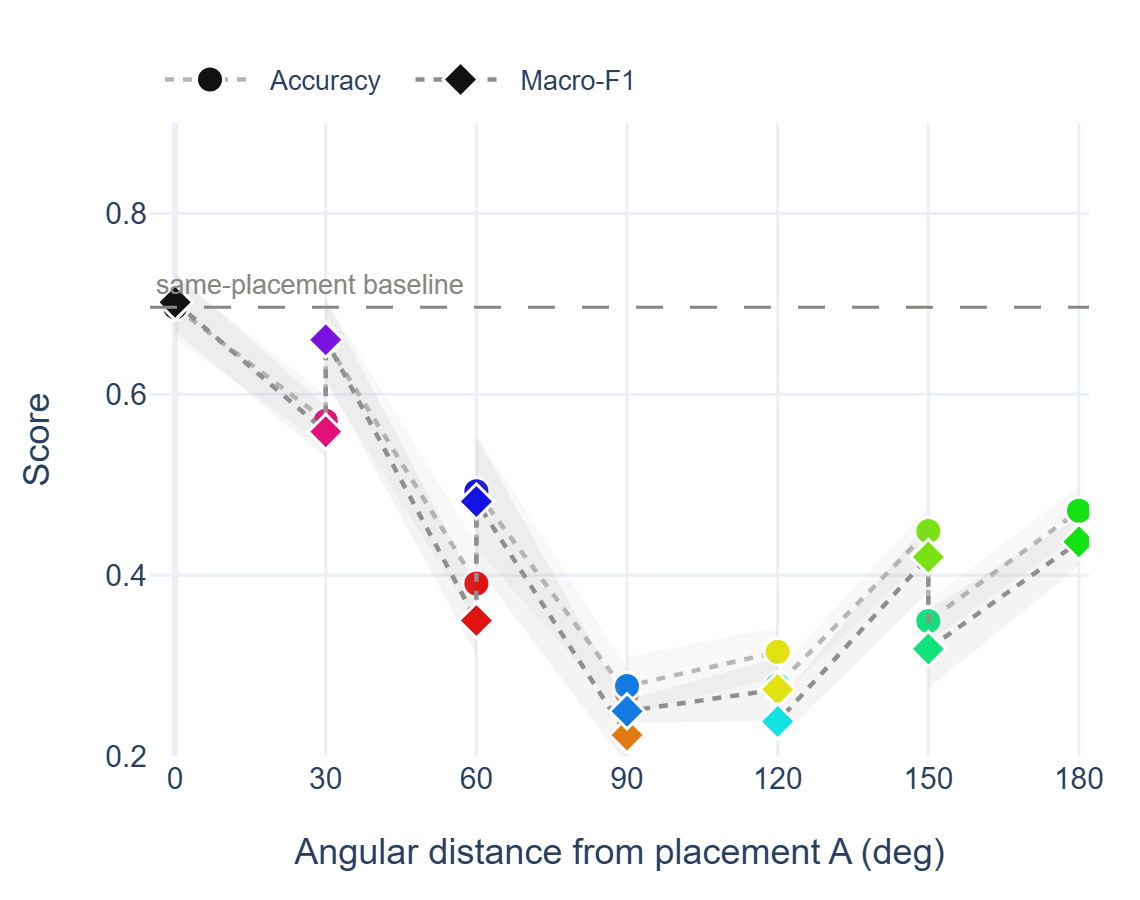 Accuracy
Macro-F1
0.8
same-placement baseline
0.6
Score
0.4
0.2
0 30 60 90 120 150 180
Angular distance from placement A (deg)